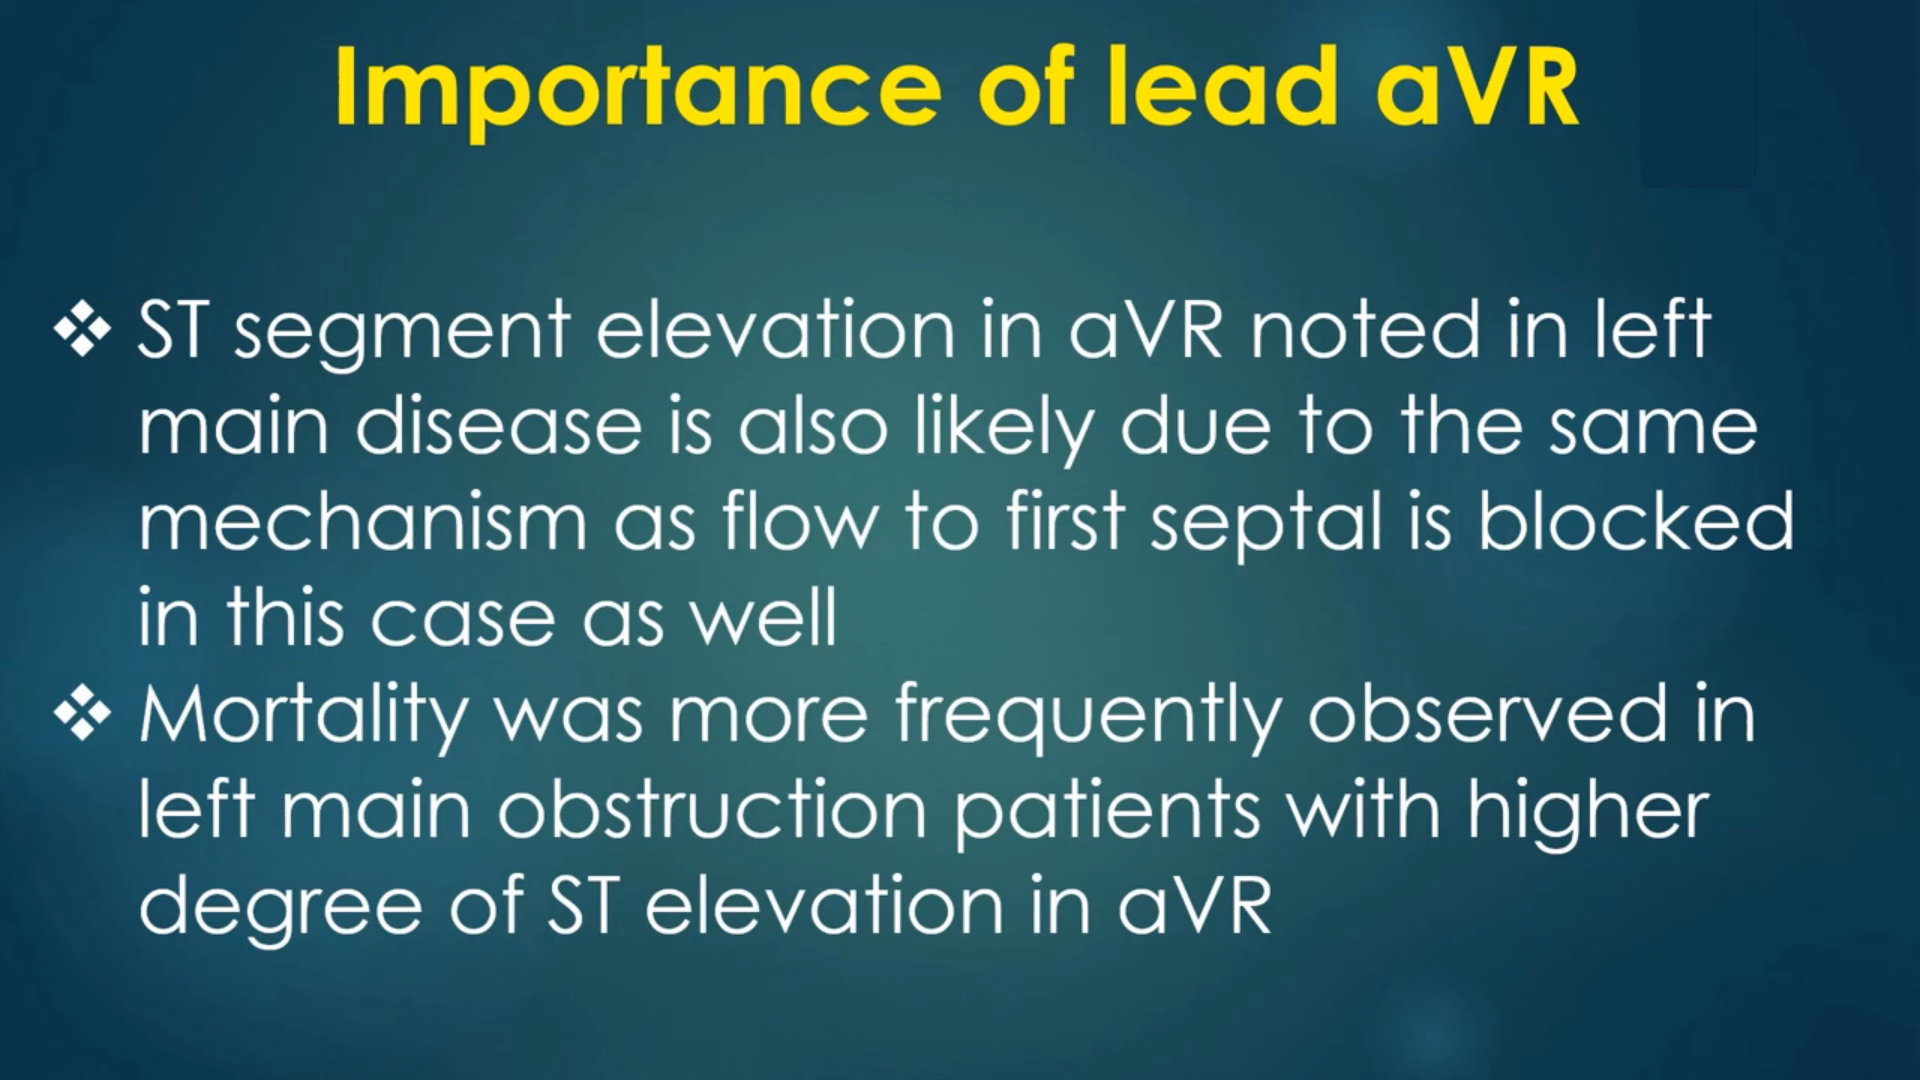 Importance of lead aVR
❖ ST segment elevation in aVR noted in left
main disease is also likely due to the same
mechanism as flow to first septal is blocked
in this case as well
❖ Mortality was more frequently observed in
left main obstruction patients with higher
degree of ST elevation in aVR